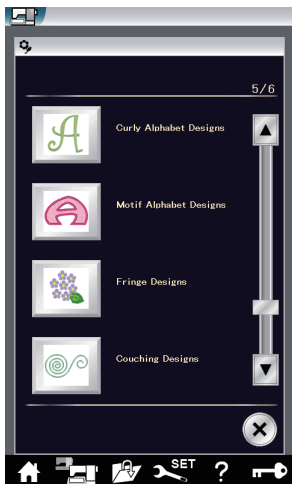 5/6
Curly Alphabet Designs
Motif Alphabet Designs
Fringe Designs
Couching Designs
SET
?